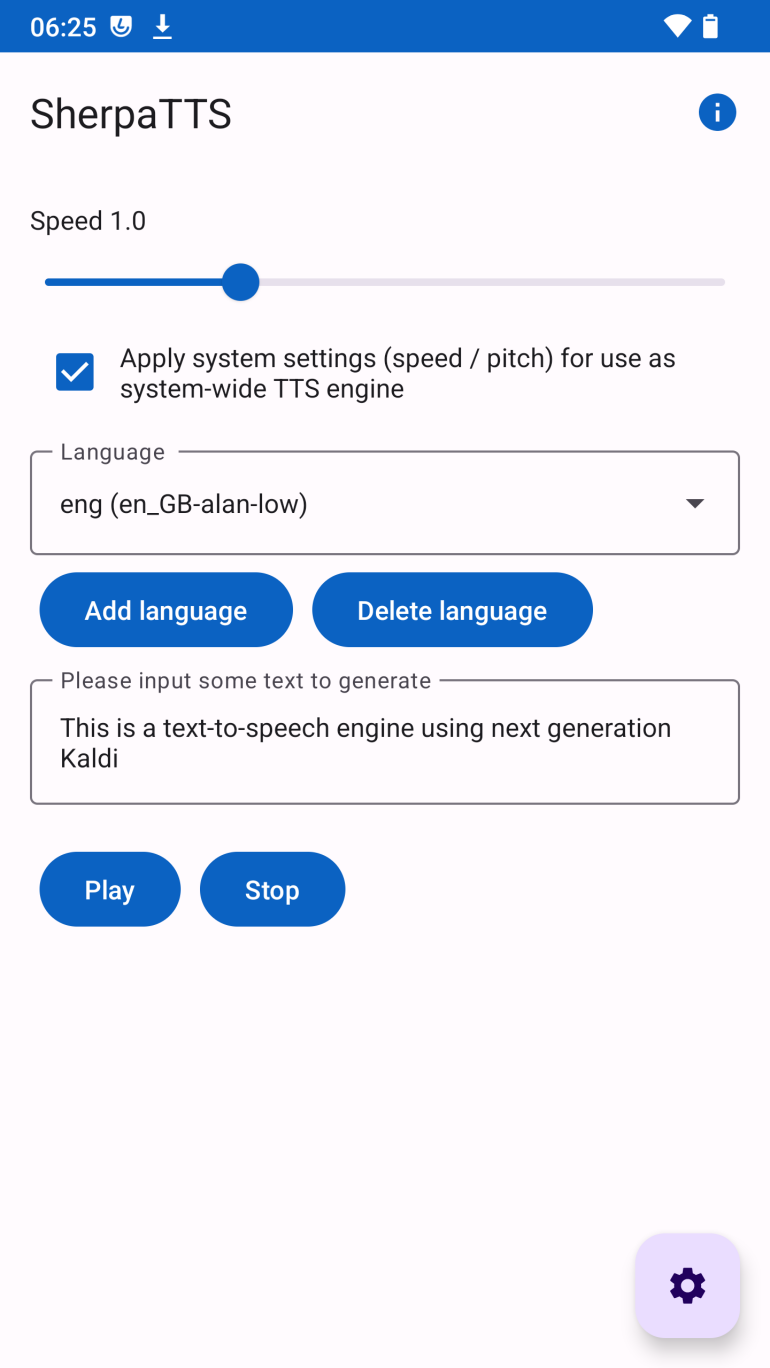 06:25
SherpaTTS
Speed 1.0
Apply system settings (speed / pitch) for use as
system-wide TTS engine
Language
eng (en_GB-alan-low)
Add language
Delete language
Please input some text to generate
This is a text-to-speech engine using next generation
Kaldi
Play
Stop